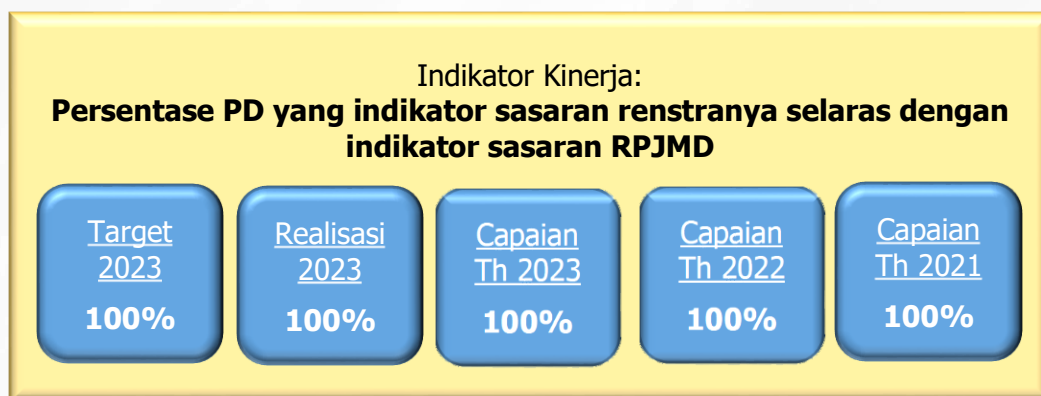 Indikator Kinerja:
Persentase PD yang indikator sasaran renstranya selaras dengan
indikator sasaran RPJMD
Target
2023
100%
Realisasi
2023
100%
Capaian
Th 2023
100%
Capaian
Th 2022
100%
Capaian
Th 2021
100%